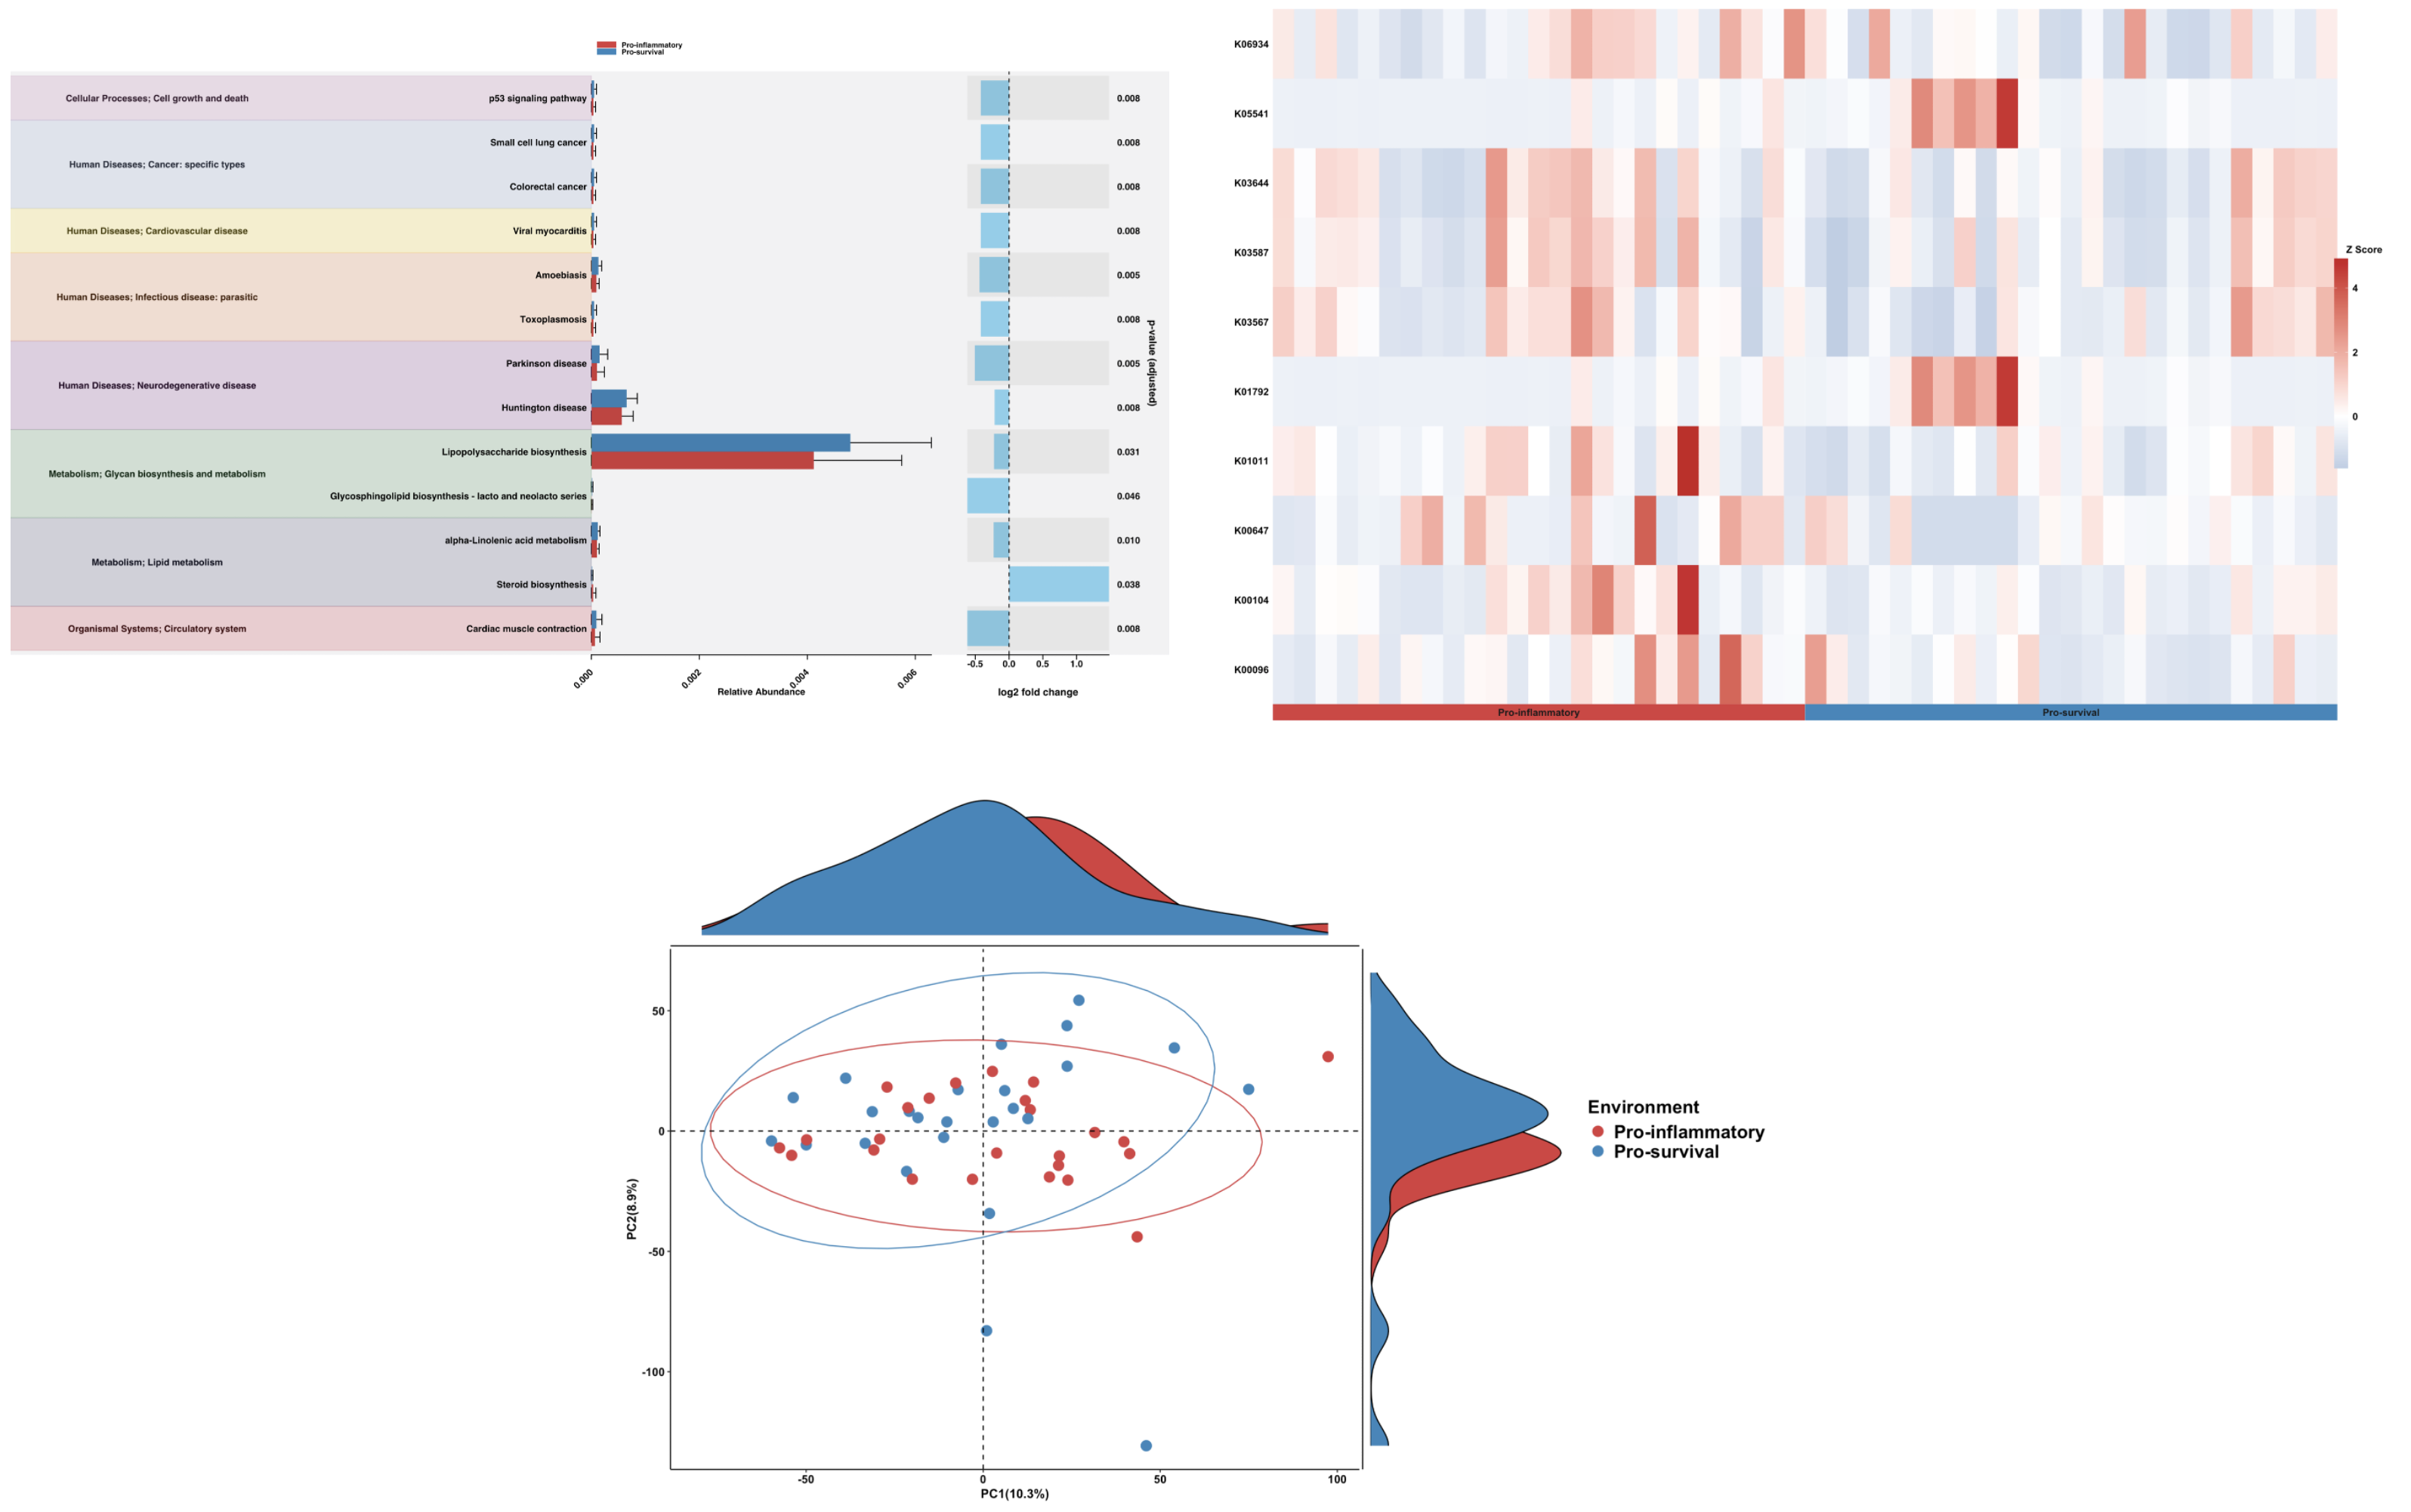 Pro-inflammatory
Pro-survival
Cellular Processes; Cell growth and death
p53 signaling pathway
0.008
Human Diseases; Cancer: specific types
Small cell lung cancer
0.008
Colorectal cancer
0.008
Human Diseases; Cardiovascular disease
Viral myocarditis
0.008
Human Diseases; Infectious disease: parasitic
Amoebiasis
0.005
Toxoplasmosis
0.008
Human Diseases; Neurodegenerative disease
Parkinson disease
0.005
Huntington disease
0.008
Metabolism; Glycan biosynthesis and metabolism
Lipopolysaccharide biosynthesis
0.031
Glycosphingolipid biosynthesis - lacto and neolacto series
0.046
Metabolism; Lipid metabolism
alpha-Linolenic acid metabolism
0.010
Steroid biosynthesis
0.038
Organismal Systems; Circulatory system
Cardiac muscle contraction
0.008
p-value (adjusted)
0.000 0.002 0.004 0.006
Relative Abundance
-0.5 0.0 0.5 1.0
log2 fold change
K06934
K05541
K03644
K03587
K03567
K01792
K01011
K00647
K00104
K00096
Pro-inflammatory Pro-survival
Z Score
4
2
0
50
0
-50
-100
PC2(8.9%)
-50 0 50 100
PC1(10.3%)
Environment
Pro-inflammatory
Pro-survival